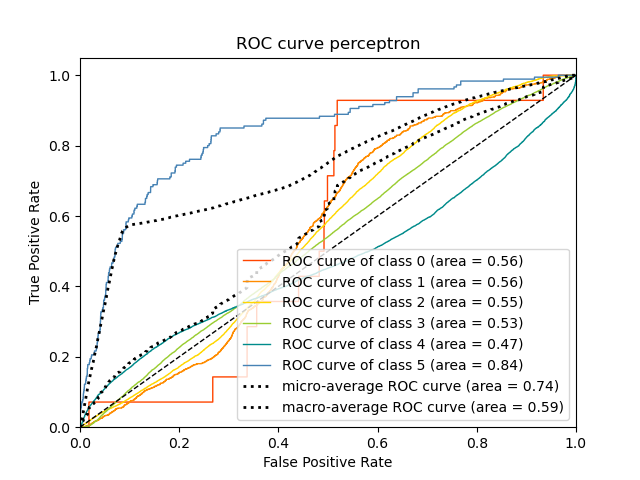 ROC curve perceptron
True Positive Rate
1.0
0.8
0.6
0.4
0.2
0.0
ROC curve of class 0 (area = 0.56)
ROC curve of class 1 (area = 0.56)
ROC curve of class 2 (area = 0.55)
ROC curve of class 3 (area = 0.53)
ROC curve of class 4 (area = 0.47)
ROC curve of class 5 (area = 0.84)
micro-average ROC curve (area = 0.74)
macro-average ROC curve (area = 0.59)
0.0 0.2 0.4 0.6 0.8 1.0
False Positive Rate